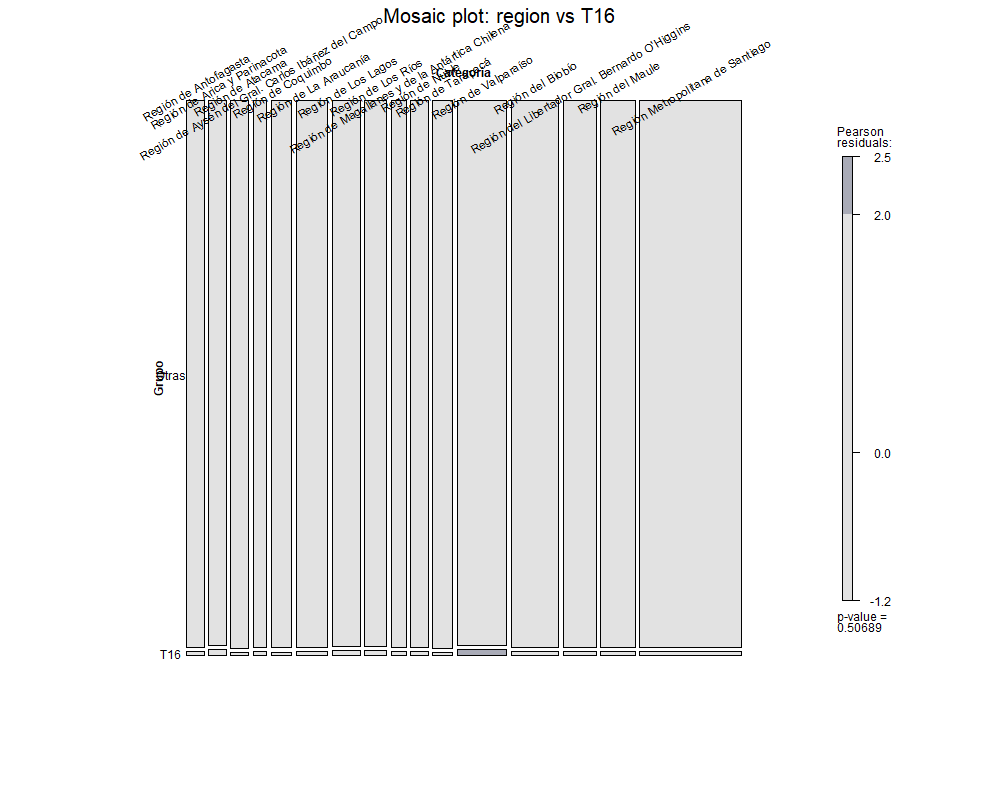 Mosaic plot: region vs T16
Categoria
Región de Antofagasta
Región de Arica y Parinacota
Región de Atacama
Región de Aysén del Gral. Carlos Ibáñez del Campo
Región de Coquimbo
Región de La Araucanía
Región de Los Lagos
Región de Los Ríos
Región de Magallanes y de la Antártica Chilena
Región de Ñuble
Región de Tarapacá
Región de Valparaíso
Región del Biobío
Región del Libertador Gral. Bernardo O'Higgins
Región del Maule
Región Metropolitana de Santiago
Grupo
Otras
T16
Pearson
residuals:
2.5
2.0
0.0
-1.2
p-value =
0.50689